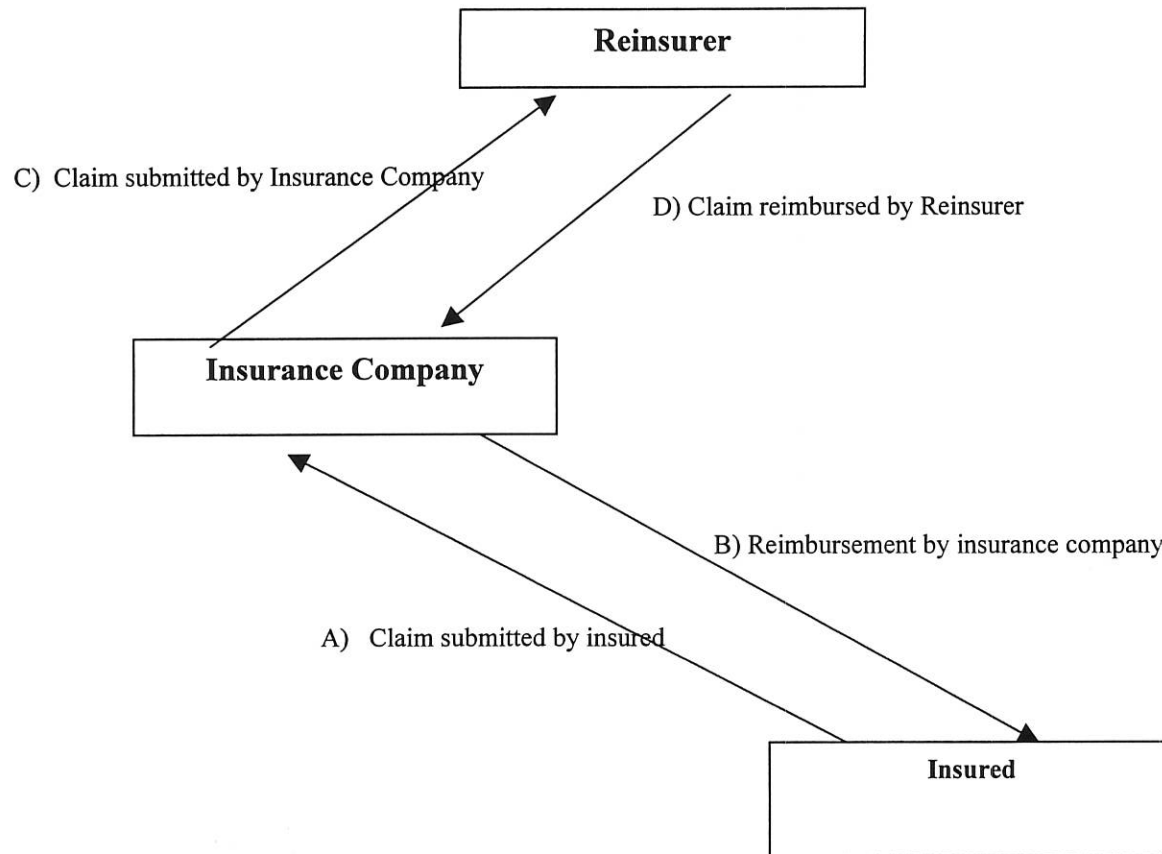 Reinsurer
C) Claim submitted by Insurance Company
D) Claim reimbursed by Reinsurer
Insurance Company
B) Reimbursement by insurance company
A) Claim submitted by insured
Insured